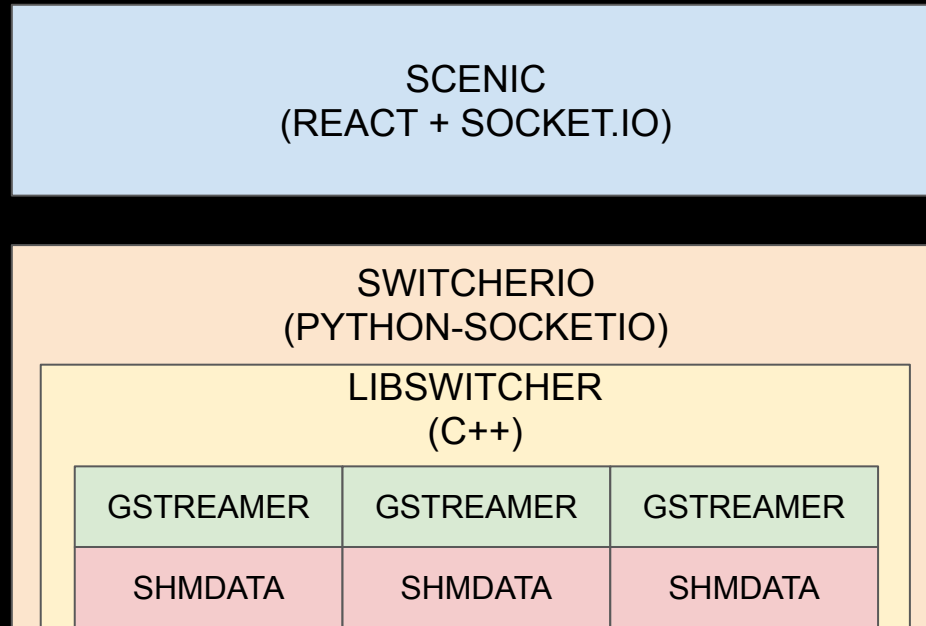 SCENIC
(REACT + SOCKET.IO)
SWITCHERIO
(PYTHON-SOCKETIO)
LIBSWITCHER
(C++)
GSTREAMER GSTREAMER GSTREAMER
SHMDATA SHMDATA SHMDATA